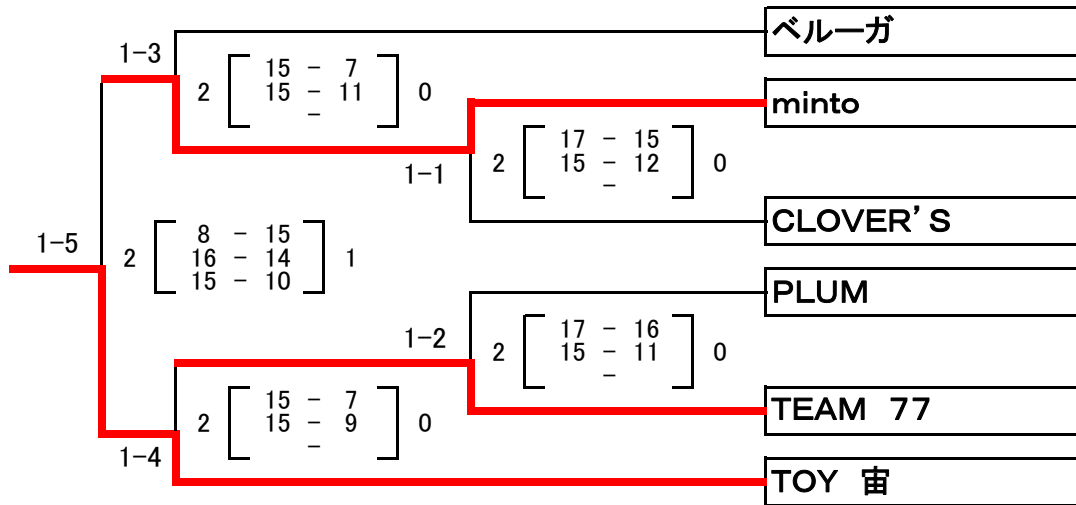 ベルーガ
1-3
15 - 7
2 15 - 11 0
-
minto
17 - 15
2 15 - 12 0
-
1-1
CLOVER'S
1-5
8 - 15
2 16 - 14 1
15 - 10
PLUM
1-2
17 - 16
2 15 - 11 0
-
15 - 7
2 15 - 9 0
-
TEAM 77
1-4
TOY 宙